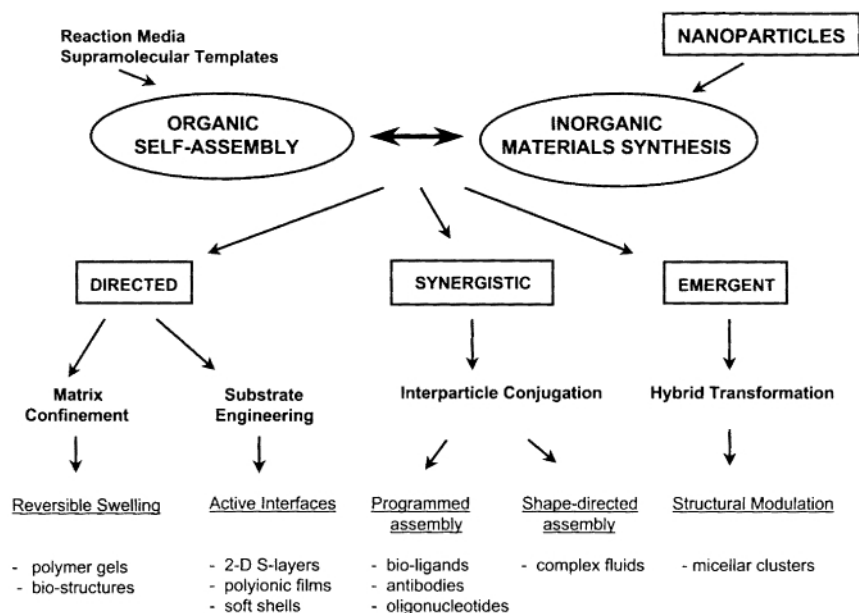 Reaction Media
Supramolecular Templates
NANOPARTICLES
ORGANIC
SELF-ASSEMBLY
INORGANIC
MATERIALS SYNTHESIS
DIRECTED
SYNERGISTIC
EMERGENT
Matrix
Confinement
Substrate
Engineering
Interparticle Conjugation
Hybrid Transformation
Reversible Swelling
Active Interfaces
Programmed
assembly
Shape-directed
assembly
Structural Modulation
- polymer gels
- bio-structures
- 2-D S-layers
- polyionic films
- soft shells
- bio-ligands
- antibodies
- oligonucleotides
- complex fluids
- micellar clusters